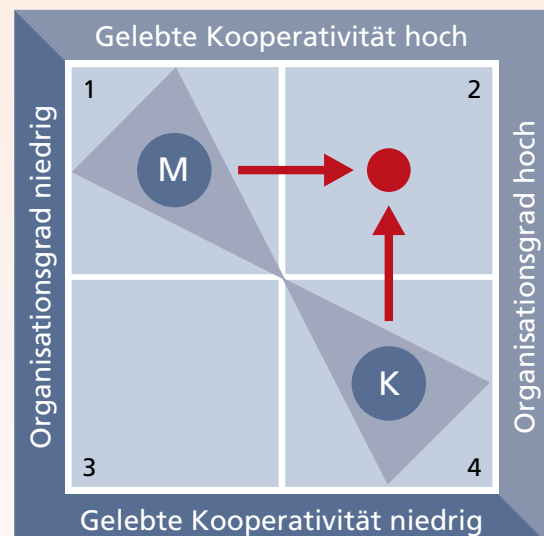 Gelebte Kooperativität hoch
Organisationsgrad niedrig
Organisationsgrad hoch
1
2
M
K
3
4
Gelebte Kooperativität niedrig